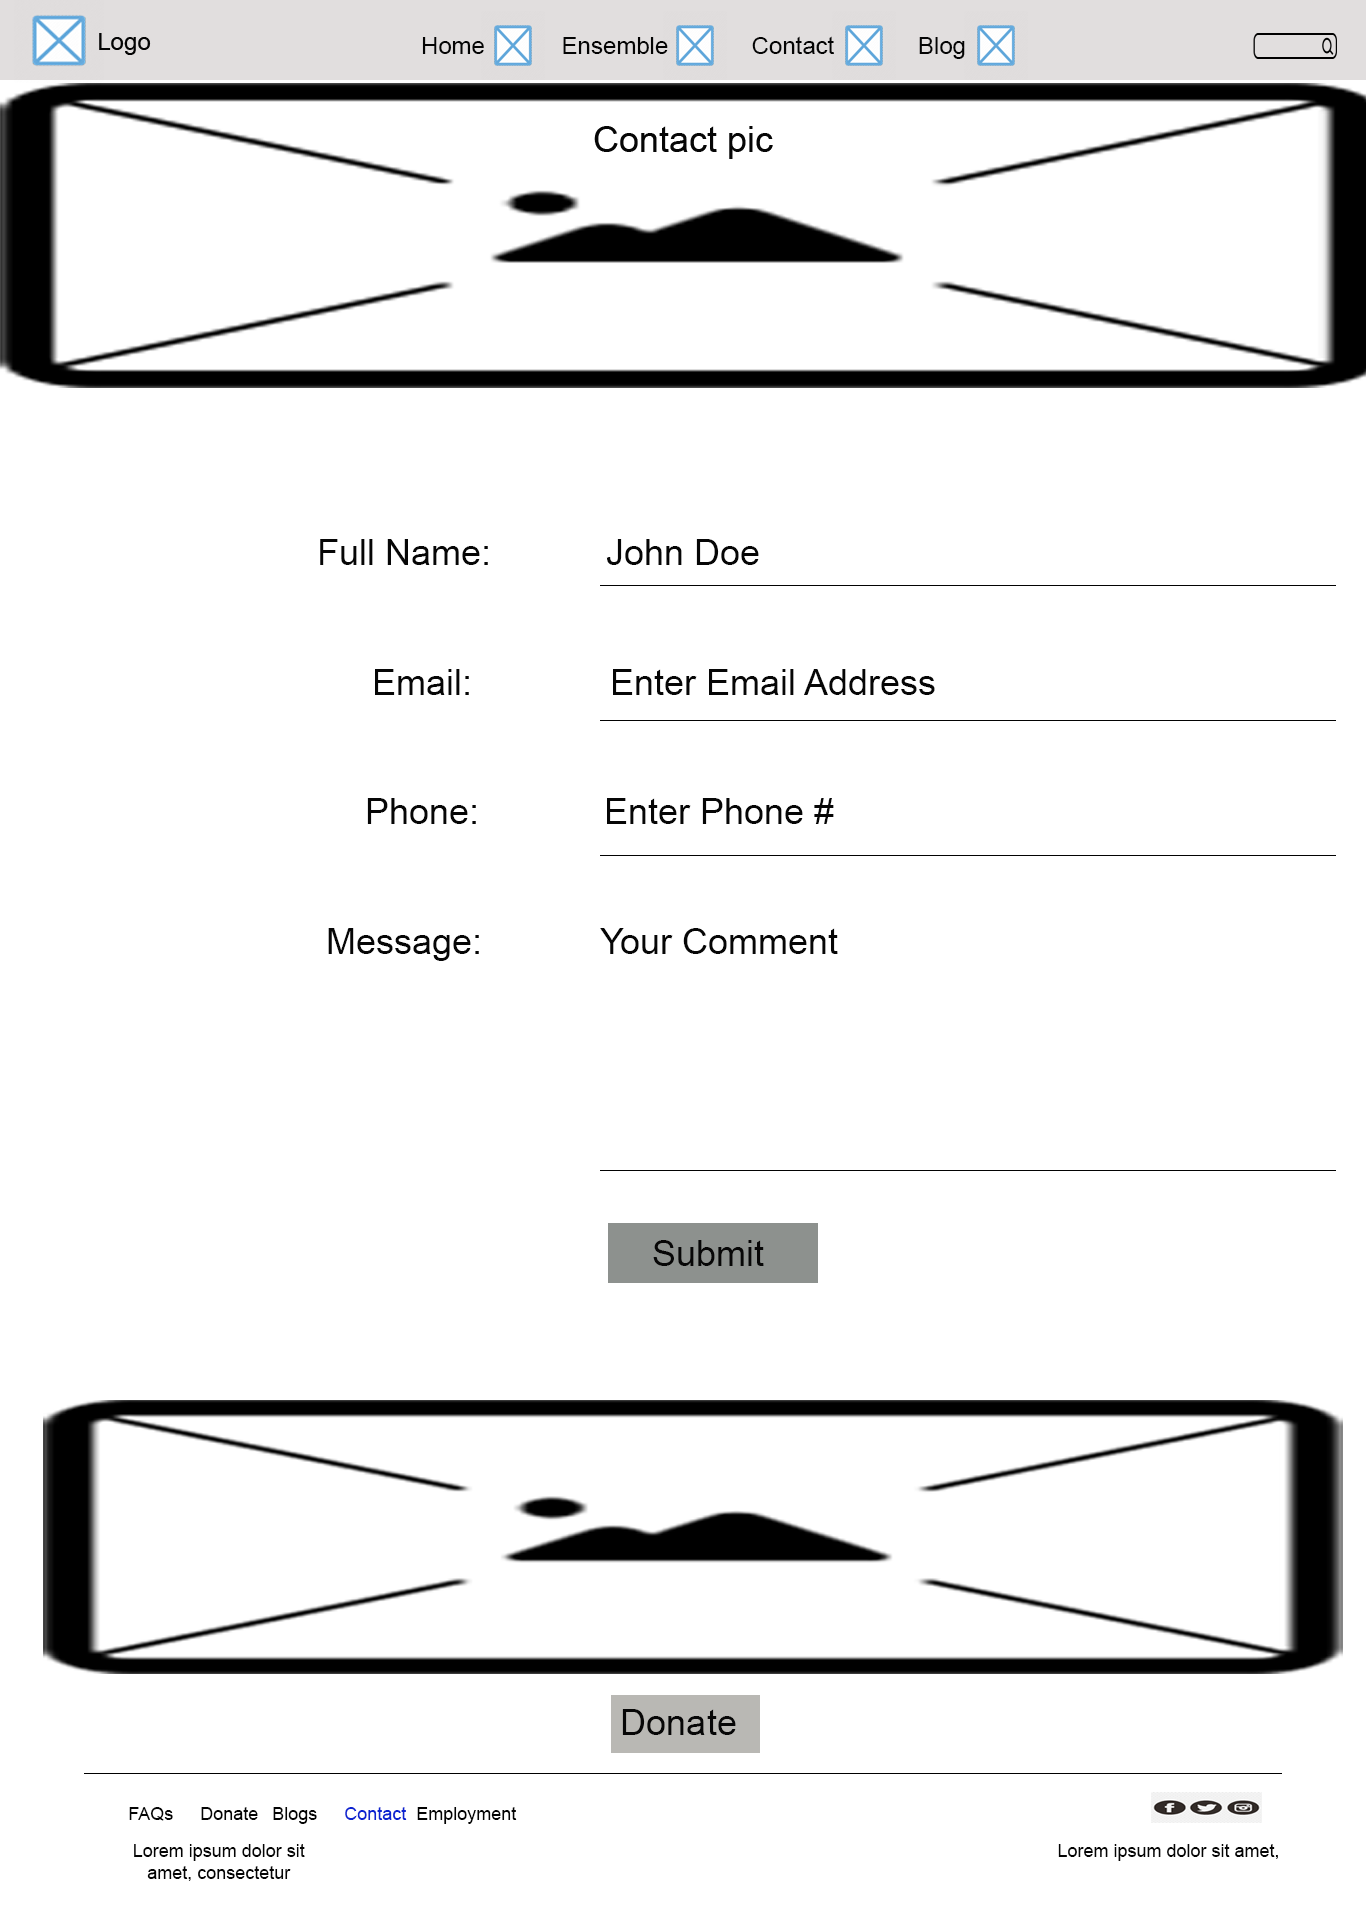 Logo
Home
Ensemble
Contact
Blog
Contact pic
Full Name:
John Doe
Email:
Enter Email Address
Phone:
Enter Phone #
Message:
Your Comment
Submit
Donate
FAQs
Donate
Blogs
Contact
Employment
Lorem ipsum dolor sit
amet, consectetur
Lorem ipsum dolor sit amet,